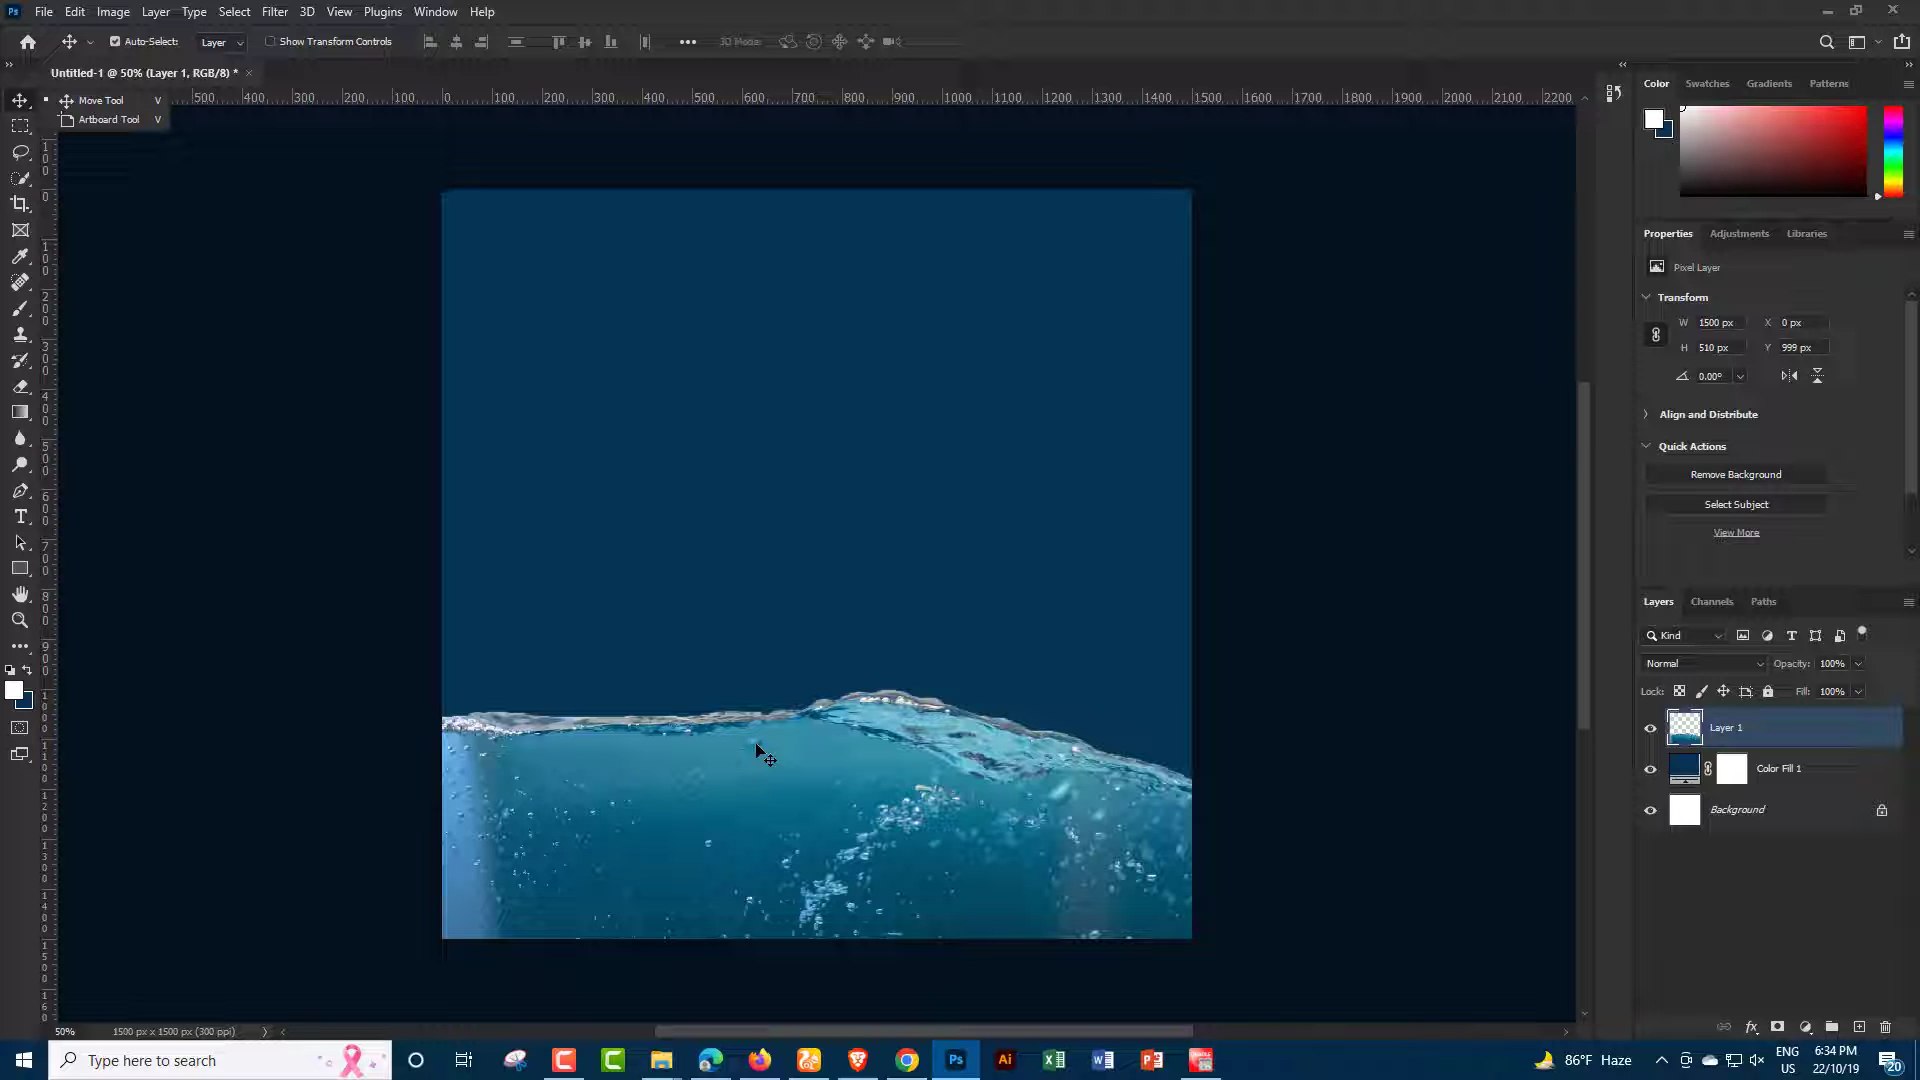 Ps File Edit Image Layer Type Select Filter 3D View Plugins Window Help
Auto-Select: Layer Show Transform Controls ••• 3D Mode:
Untitled-1 @ 50% (Layer 1, RGB/8) * ×
Move Tool V
Artboard Tool V
500 400 300 200 100 0 100 200 300 400 500 600 700 800 900 1000 1100 1200 1300 1400 1500 1600 1700 1800 1900 2000 2100 2200
Color Swatches Gradients Patterns
Properties Adjustments Libraries
Pixel Layer
Transform
W 1500 px X 0 px
H 510 px Y 999 px
0.00°
Align and Distribute
Quick Actions
Remove Background
Select Subject
View More
Layers Channels Paths
Kind
Normal Opacity: 100%
Lock: Fill: 100%
Layer 1
Color Fill 1
Background
fx
50% 1500 px x 1500 px (300 ppi)
Type here to search
Ps Ai
86°F Haze
ENG
US
6:34 PM
22/10/19
20